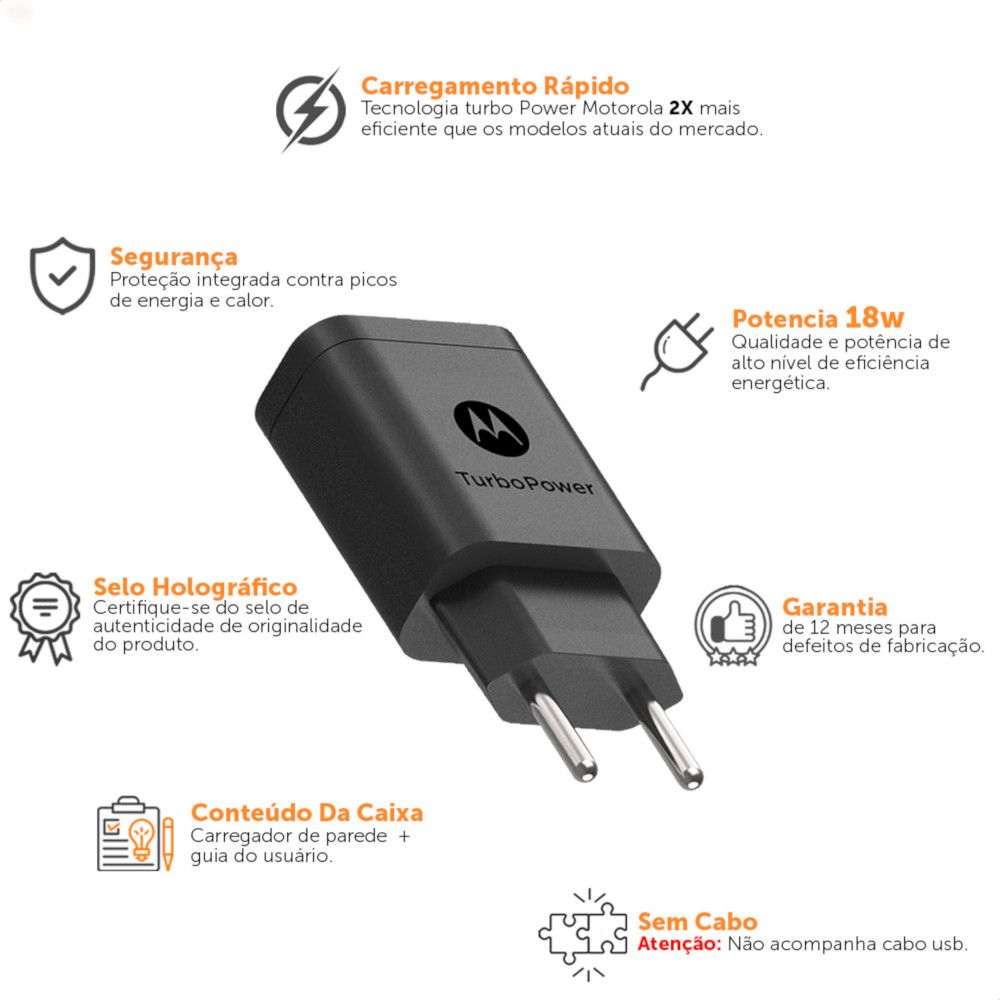 Carregamento Rápido
Tecnologia turbo Power Motorola 2X mais
eficiente que os modelos atuais do mercado.
Segurança
Proteção integrada contra picos
de energia e calor.
Potencia 18w
Qualidade e potência de
alto nível de eficiência
energética.
TurboPower
Selo Holográfico
Certifique-se do selo de
autenticidade de originalidade
do produto.
Garantia
de 12 meses para
defeitos de fabricação.
Conteúdo Da Caixa
Carregador de parede +
guia do usuário.
Sem Cabo
Atenção: Não acompanha cabo usb.